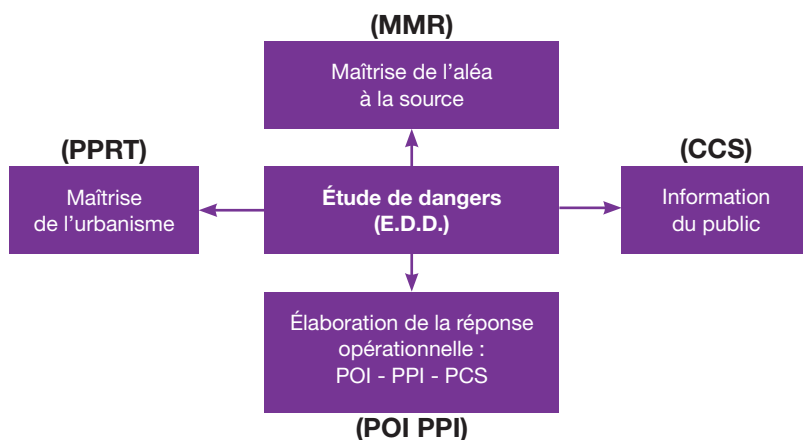 (MMR)
Maîtrise de l'aléa
à la source
(PPRT)
Maîtrise
de l'urbanisme
Étude de dangers
(E.D.D.)
(CCS)
Information
du public
Élaboration de la réponse
opérationnelle :
POI - PPI - PCS
(POI PPI)